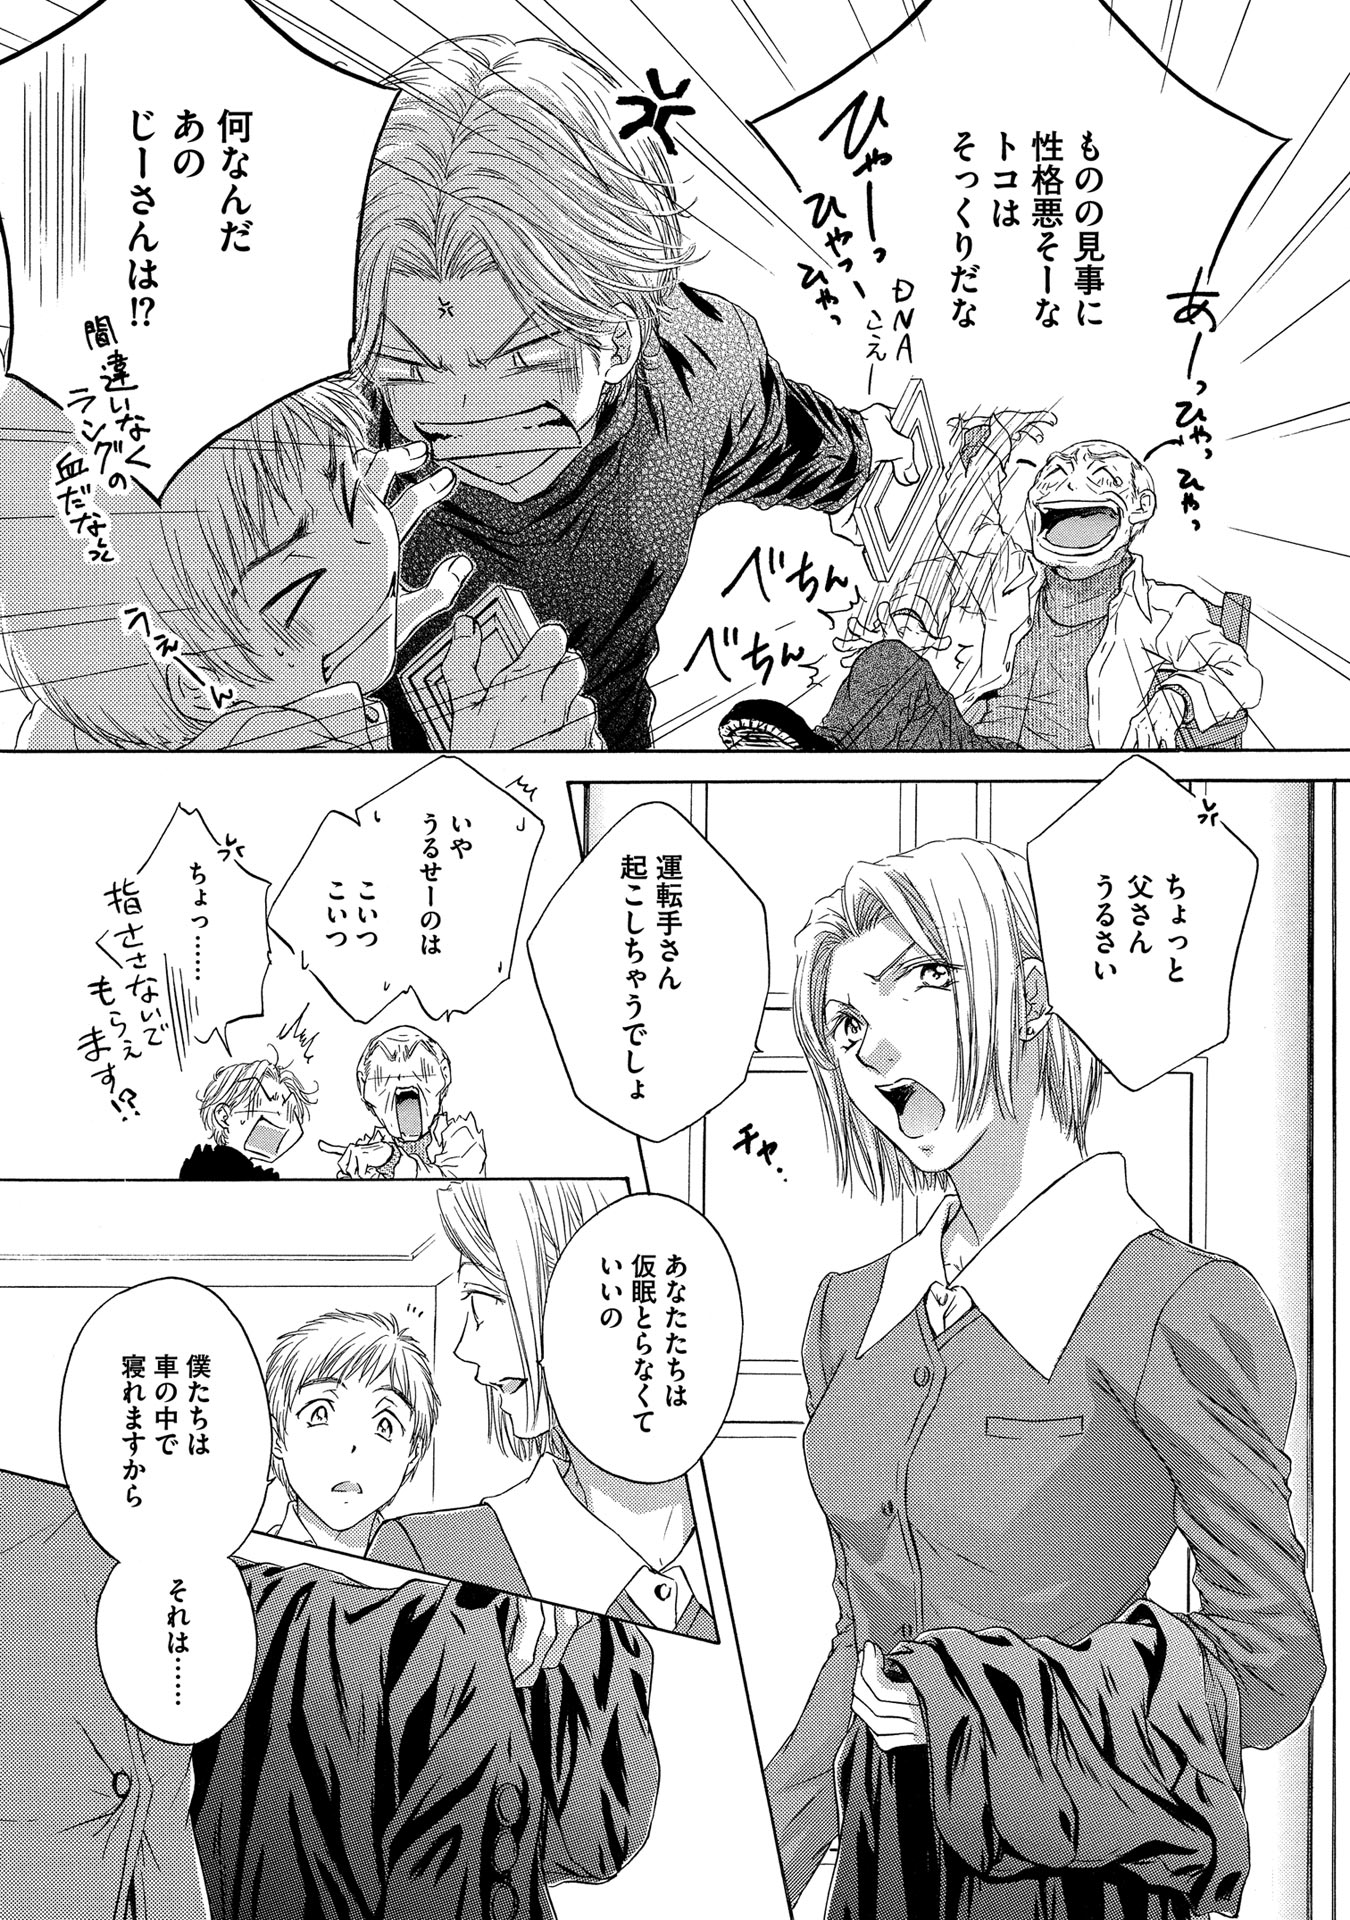 ものの見事に
性格悪そーな
トコは
そっくりだな
あーっひゃっひゃっ
ひゃーっ
ひゃっー
ひゃっ
DNA
こえー
何なんだ
あの
じーさんは!?
間違いなく
ラングの
血だなっ
べちん
べちん
うぇーん
ちょっと
父さん
うるさい
運転手さん
起こしちゃうでしょ
チャ.
いや
うるせーのは
こいつ
こいつ
ちょっ……
指ささないで
くもらぇ
ます!?
あなたたちは
仮眠とらなくて
いいの
僕たちは
車の中で
寝れますから
それは……